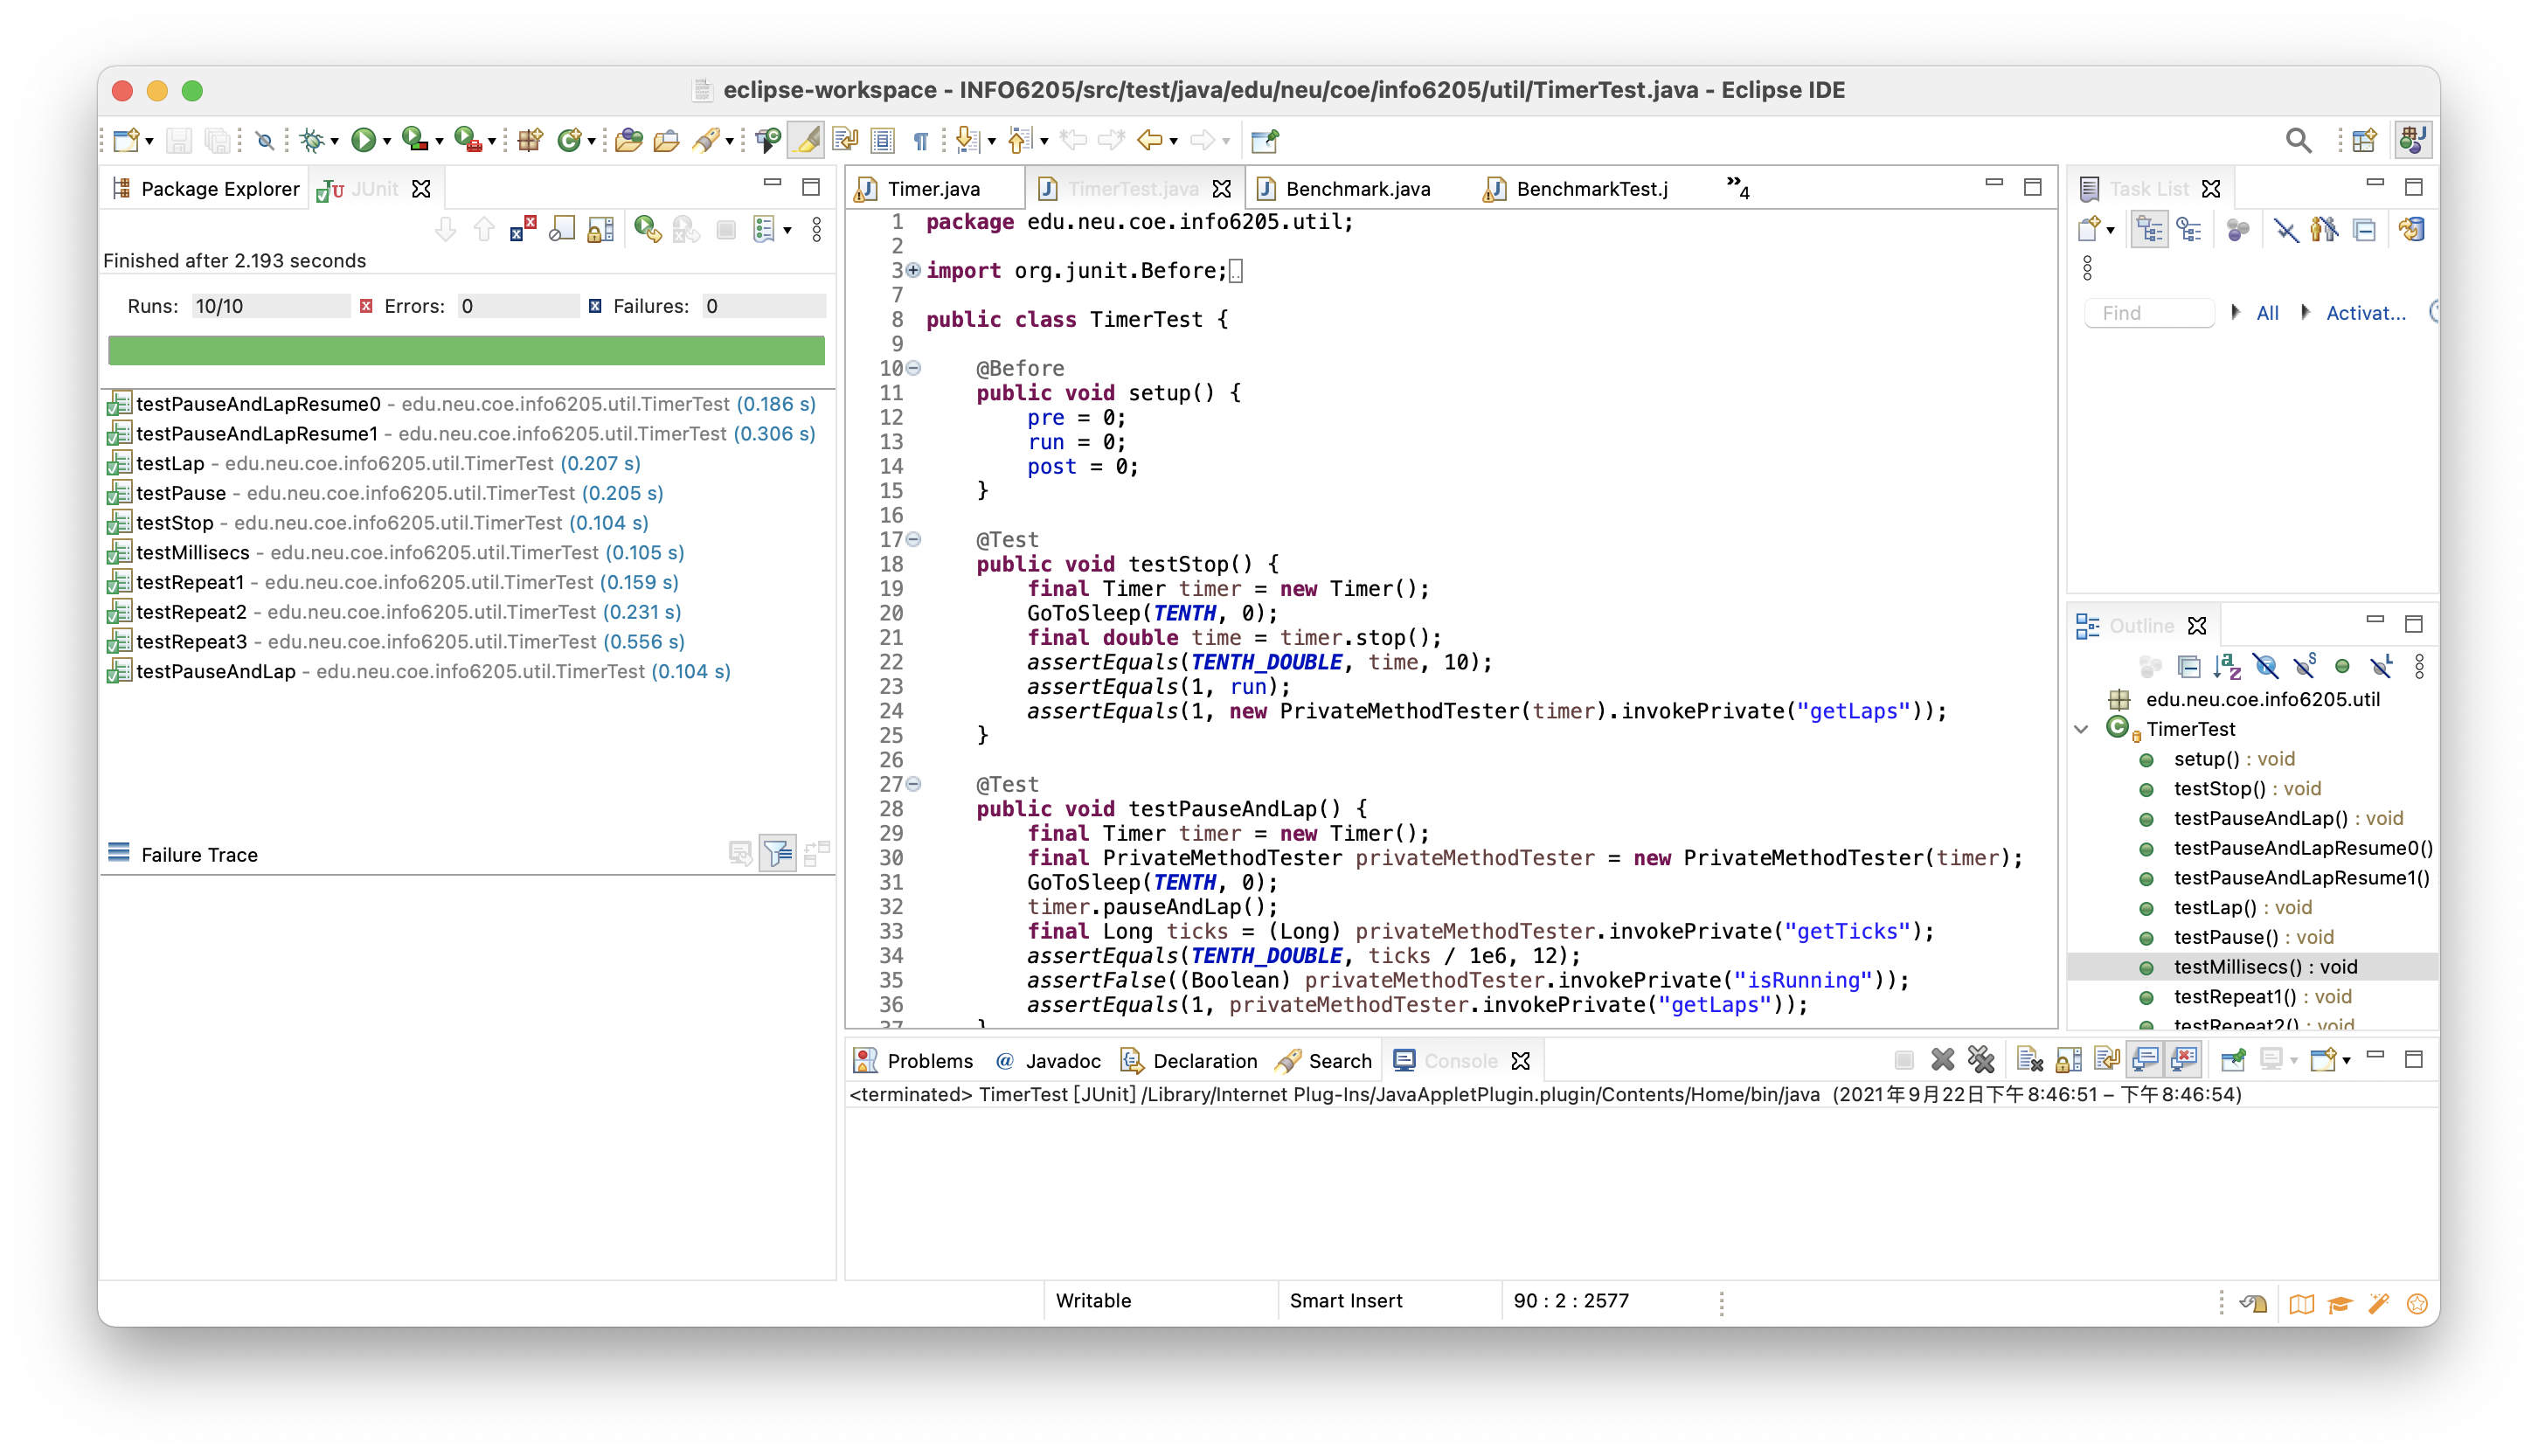 eclipse-workspace - INFO6205/src/test/java/edu/neu/coe/info6205/util/TimerTest.java - Eclipse IDE
Package Explorer
JUnit
Finished after 2.193 seconds
Runs: 10/10 Errors: 0 Failures: 0
testPauseAndLapResume0 - edu.neu.coe.info6205.util.TimerTest (0.186 s)
testPauseAndLapResume1 - edu.neu.coe.info6205.util.TimerTest (0.306 s)
testLap - edu.neu.coe.info6205.util.TimerTest (0.207 s)
testPause - edu.neu.coe.info6205.util.TimerTest (0.205 s)
testStop - edu.neu.coe.info6205.util.TimerTest (0.104 s)
testMillisecs - edu.neu.coe.info6205.util.TimerTest (0.105 s)
testRepeat1 - edu.neu.coe.info6205.util.TimerTest (0.159 s)
testRepeat2 - edu.neu.coe.info6205.util.TimerTest (0.231 s)
testRepeat3 - edu.neu.coe.info6205.util.TimerTest (0.556 s)
testPauseAndLap - edu.neu.coe.info6205.util.TimerTest (0.104 s)
Failure Trace
Timer.java TimerTest.java Benchmark.java BenchmarkTest.j »4
1 package edu.neu.coe.info6205.util;
2
3 import org.junit.Before;
7
8 public class TimerTest {
9
10 @Before
11 public void setup() {
12 pre = 0;
13 run = 0;
14 post = 0;
15 }
16
17 @Test
18 public void testStop() {
19 final Timer timer = new Timer();
20 GoToSleep(TENTH, 0);
21 final double time = timer.stop();
22 assertEquals(TENTH_DOUBLE, time, 10);
23 assertEquals(1, run);
24 assertEquals(1, new PrivateMethodTester(timer).invokePrivate("getLaps"));
25 }
26
27 @Test
28 public void testPauseAndLap() {
29 final Timer timer = new Timer();
30 final PrivateMethodTester privateMethodTester = new PrivateMethodTester(timer);
31 GoToSleep(TENTH, 0);
32 timer.pauseAndLap();
33 final Long ticks = (Long) privateMethodTester.invokePrivate("getTicks");
34 assertEquals(TENTH_DOUBLE, ticks / 1e6, 12);
35 assertFalse((Boolean) privateMethodTester.invokePrivate("isRunning"));
36 assertEquals(1, privateMethodTester.invokePrivate("getLaps"));
37 }
Task List
Find All Activat...
Outline
edu.neu.coe.info6205.util
TimerTest
setup() : void
testStop() : void
testPauseAndLap() : void
testPauseAndLapResume0()
testPauseAndLapResume1()
testLap() : void
testPause() : void
testMillisecs() : void
testRepeat1() : void
testRepeat2() : void
Problems @ Javadoc Declaration Search Console
<terminated> TimerTest [JUnit] /Library/Internet Plug-Ins/JavaAppletPlugin.plugin/Contents/Home/bin/java (2021年9月22日下午8:46:51 – 下午8:46:54)
Writable Smart Insert 90 : 2 : 2577